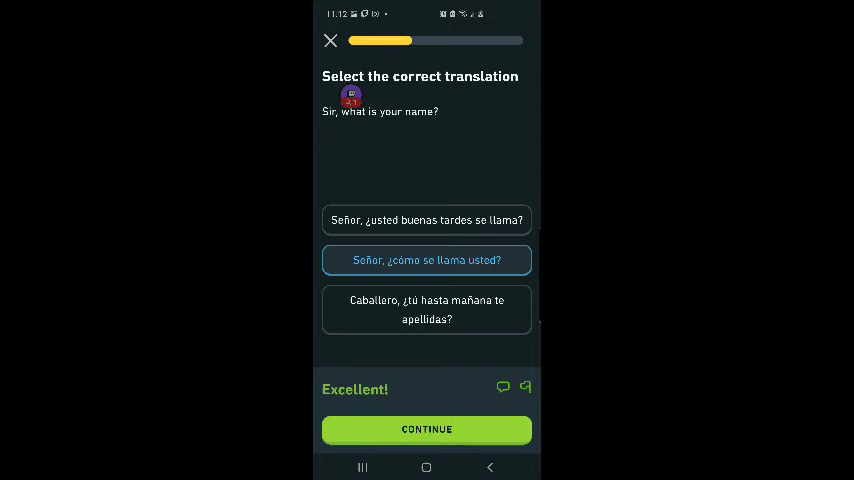 11:12
Select the correct translation
Sir, what is your name?
Señor, ¿usted buenas tardes se llama?
Señor, ¿cómo se llama usted?
Caballero, ¿tú hasta mañana te
apellidas?
Excellent!
CONTINUE